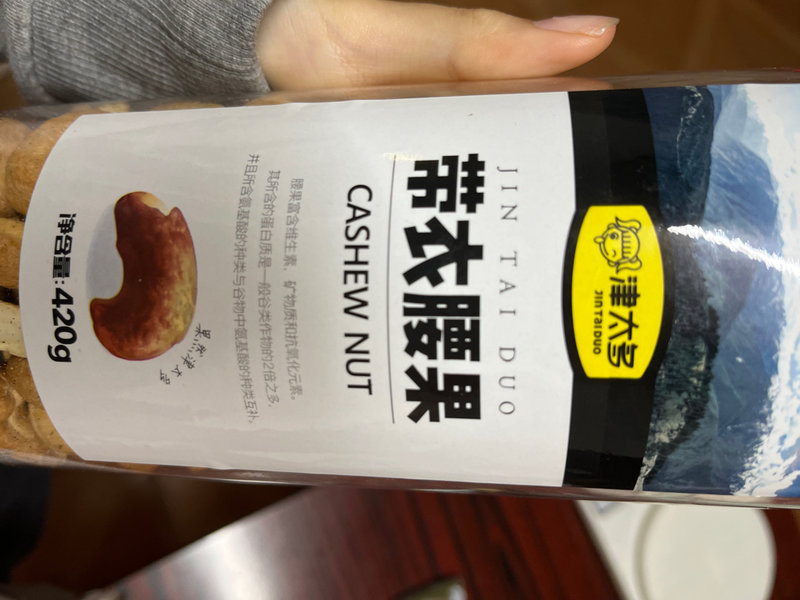 津太多
JINTAIDUO
JIN TAI DUO
带衣腰果
CASHEW NUT
腰果富含维生素，矿物质和抗氧化元素。
其所含的蛋白质是一般谷类作物的2倍之多，
并且所含氨基酸的种类与谷物中氨基酸的种类互补，
净含量：420g